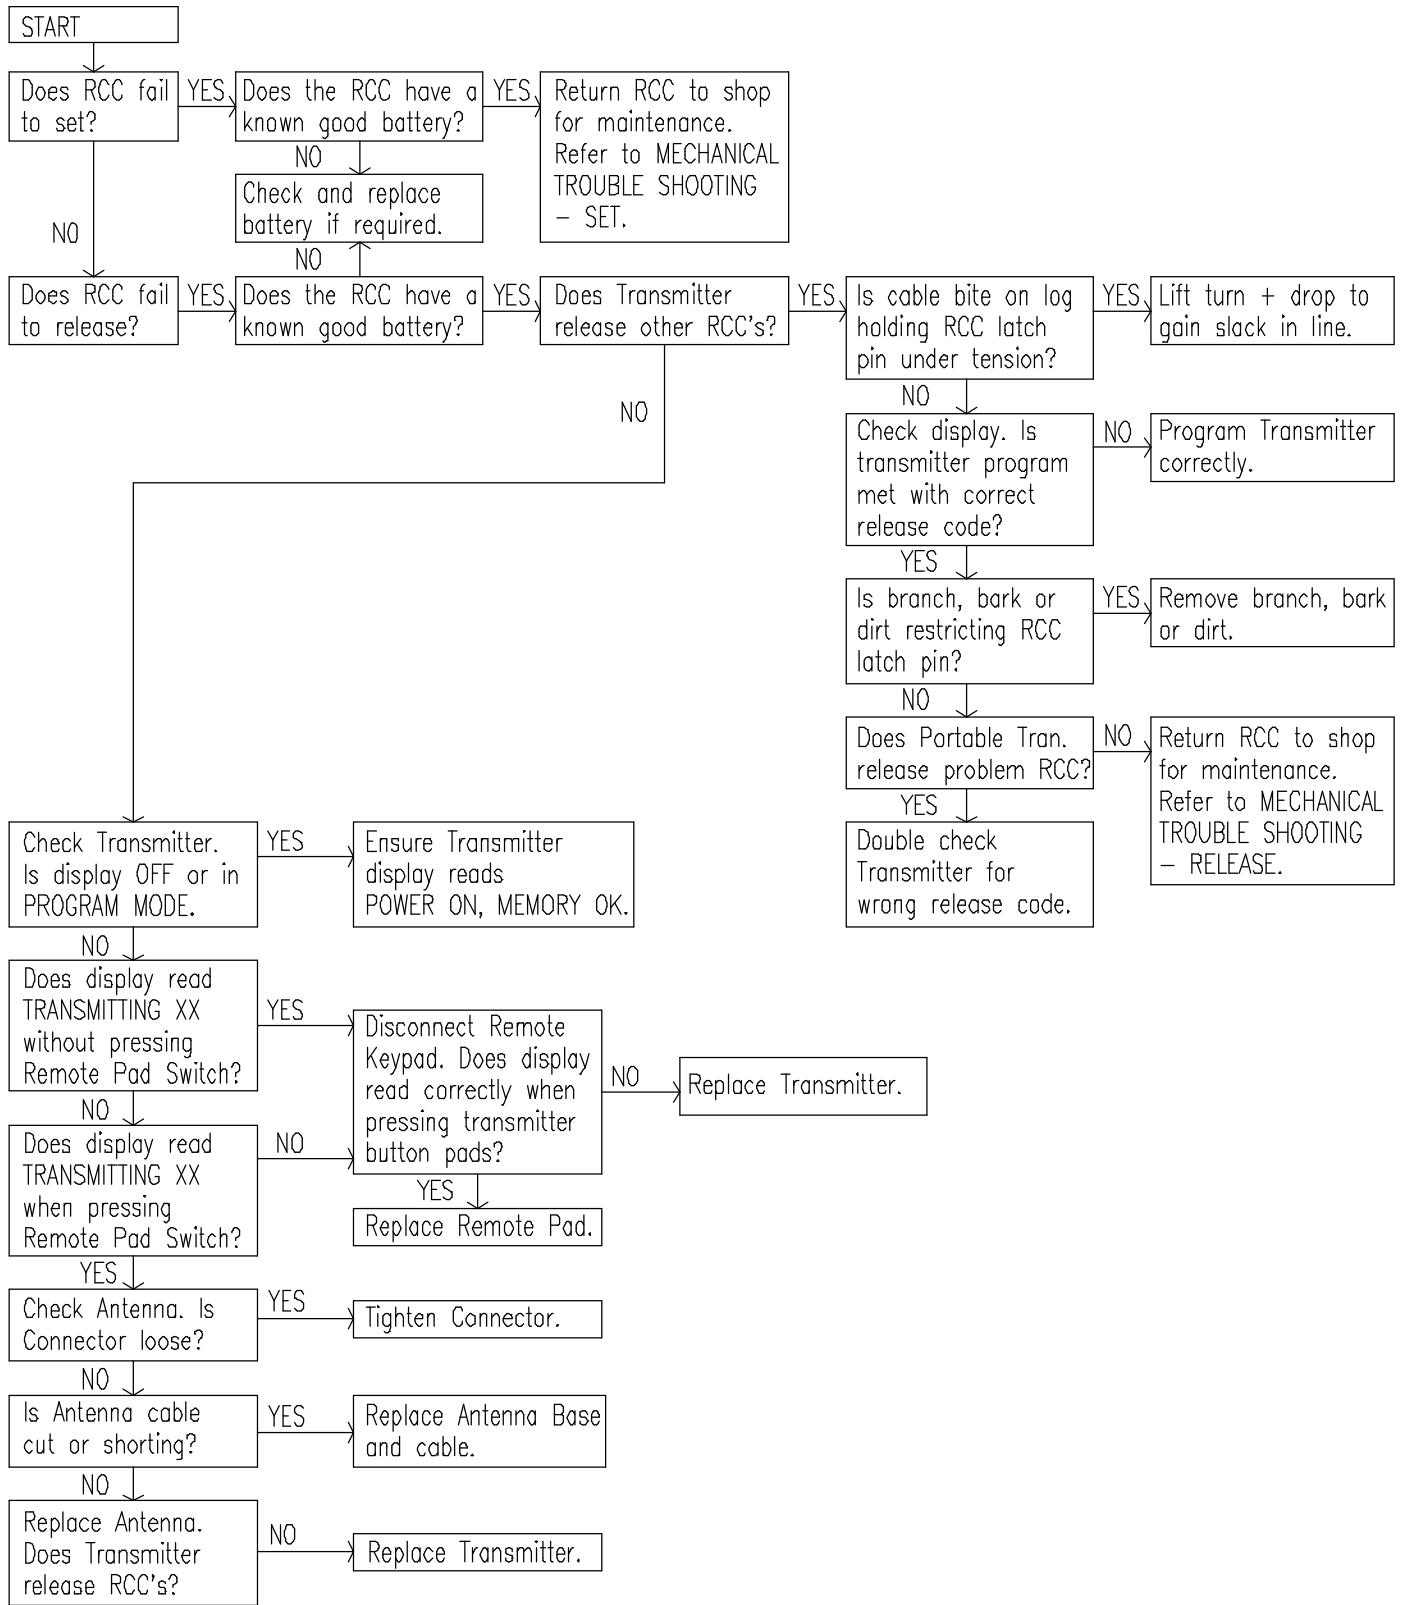 START
Does RCC fail
to set?
YES
Does the RCC have a
known good battery?
YES
Return RCC to shop
for maintenance.
Refer to MECHANICAL
TROUBLE SHOOTING
– SET.
NO
Check and replace
battery if required.
NO
NO
Does RCC fail
to release?
YES
Does the RCC have a
known good battery?
YES
Does Transmitter
release other RCC's?
YES
Is cable bite on log
holding RCC latch
pin under tension?
YES
Lift turn + drop to
gain slack in line.
NO
NO
Check display. Is
transmitter program
met with correct
release code?
NO
Program Transmitter
correctly.
YES
Is branch, bark or
dirt restricting RCC
latch pin?
YES
Remove branch, bark
or dirt.
NO
Does Portable Tran.
release problem RCC?
NO
Return RCC to shop
for maintenance.
Refer to MECHANICAL
TROUBLE SHOOTING
– RELEASE.
YES
Double check
Transmitter for
wrong release code.
Check Transmitter.
Is display OFF or in
PROGRAM MODE.
YES
Ensure Transmitter
display reads
POWER ON, MEMORY OK.
NO
Does display read
TRANSMITTING XX
without pressing
Remote Pad Switch?
YES
Disconnect Remote
Keypad. Does display
read correctly when
pressing transmitter
button pads?
NO
Replace Transmitter.
NO
Does display read
TRANSMITTING XX
when pressing
Remote Pad Switch?
NO
YES
Replace Remote Pad.
YES
Check Antenna. Is
Connector loose?
YES
Tighten Connector.
NO
Is Antenna cable
cut or shorting?
YES
Replace Antenna Base
and cable.
NO
Replace Antenna.
Does Transmitter
release RCC's?
NO
Replace Transmitter.